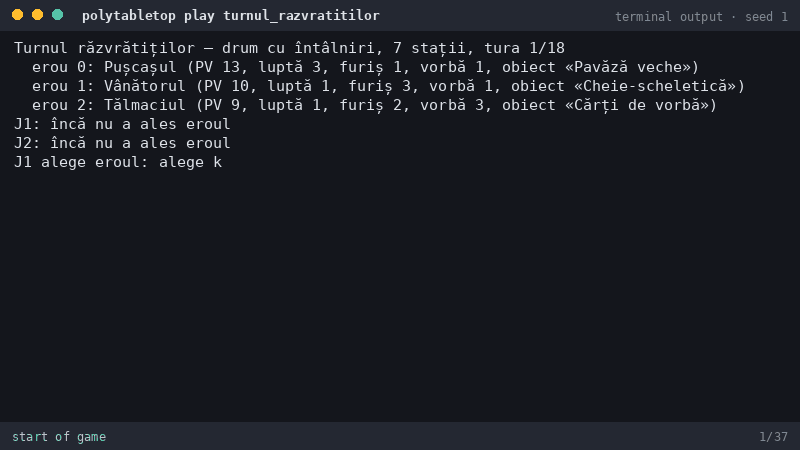 polytabletop play turnul_razvratitilor
terminal output · seed 1
Turnul răzvrătiților — drum cu întâlniri, 7 stații, tura 1/18
erou 0: Pușcașul (PV 13, luptă 3, furiș 1, vorbă 1, obiect «Pavăză veche»)
erou 1: Vânătorul (PV 10, luptă 1, furiș 3, vorbă 1, obiect «Cheie-scheletică»)
erou 2: Tălmaciul (PV 9, luptă 1, furiș 2, vorbă 3, obiect «Cărți de vorbă»)
J1: încă nu a ales eroul
J2: încă nu a ales eroul
J1 alege eroul: alege k
start of game
1/37